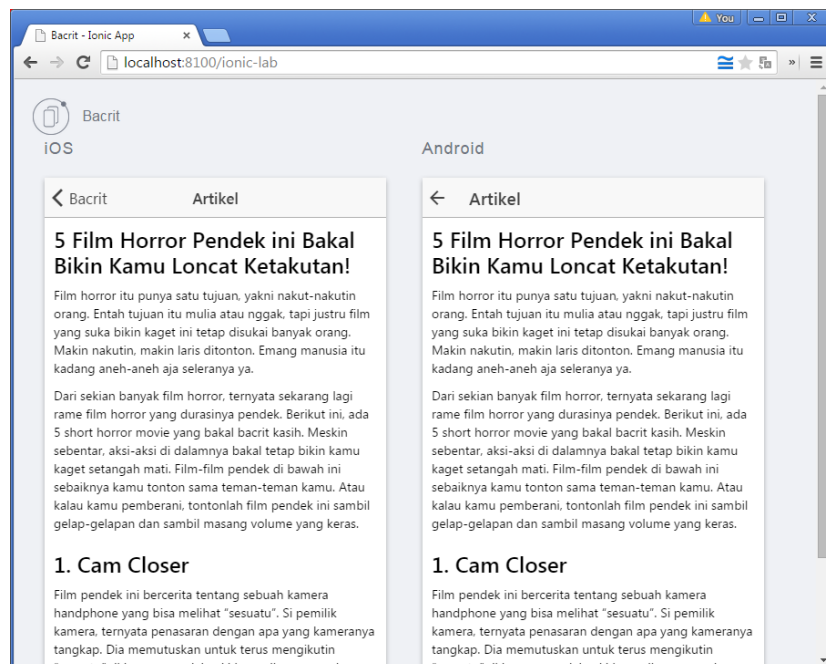 You
Bacrit - Ionic App
localhost:8100/ionic-lab
Bacrit
iOS
Bacrit
Artikel
5 Film Horror Pendek ini Bakal
Bikin Kamu Loncat Ketakutan!
Film horror itu punya satu tujuan, yakni nakut-nakutin
orang. Entah tujuan itu mulia atau nggak, tapi justru film
yang suka bikin kaget ini tetap disukai banyak orang.
Makin nakutin, makin laris ditonton. Emang manusia itu
kadang aneh-aneh aja seleranya ya.
Dari sekian banyak film horror, ternyata sekarang lagi
rame film horror yang durasinya pendek. Berikut ini, ada
5 short horror movie yang bakal bacrit kasih. Meskin
sebentar, aksi-aksi di dalamnya bakal tetap bikin kamu
kaget setangah mati. Film-film pendek di bawah ini
sebaiknya kamu tonton sama teman-teman kamu. Atau
kalau kamu pemberani, tontonlah film pendek ini sambil
gelap-gelapan dan sambil masang volume yang keras.
1. Cam Closer
Film pendek ini bercerita tentang sebuah kamera
handphone yang bisa melihat “sesuatu”. Si pemilik
kamera, ternyata penasaran dengan apa yang kameranya
tangkap. Dia memutuskan untuk terus mengikutin
Android
Artikel
5 Film Horror Pendek ini Bakal
Bikin Kamu Loncat Ketakutan!
Film horror itu punya satu tujuan, yakni nakut-nakutin
orang. Entah tujuan itu mulia atau nggak, tapi justru film
yang suka bikin kaget ini tetap disukai banyak orang.
Makin nakutin, makin laris ditonton. Emang manusia itu
kadang aneh-aneh aja seleranya ya.
Dari sekian banyak film horror, ternyata sekarang lagi
rame film horror yang durasinya pendek. Berikut ini, ada
5 short horror movie yang bakal bacrit kasih. Meskin
sebentar, aksi-aksi di dalamnya bakal tetap bikin kamu
kaget setangah mati. Film-film pendek di bawah ini
sebaiknya kamu tonton sama teman-teman kamu. Atau
kalau kamu pemberani, tontonlah film pendek ini sambil
gelap-gelapan dan sambil masang volume yang keras.
1. Cam Closer
Film pendek ini bercerita tentang sebuah kamera
handphone yang bisa melihat “sesuatu”. Si pemilik
kamera, ternyata penasaran dengan apa yang kameranya
tangkap. Dia memutuskan untuk terus mengikutin